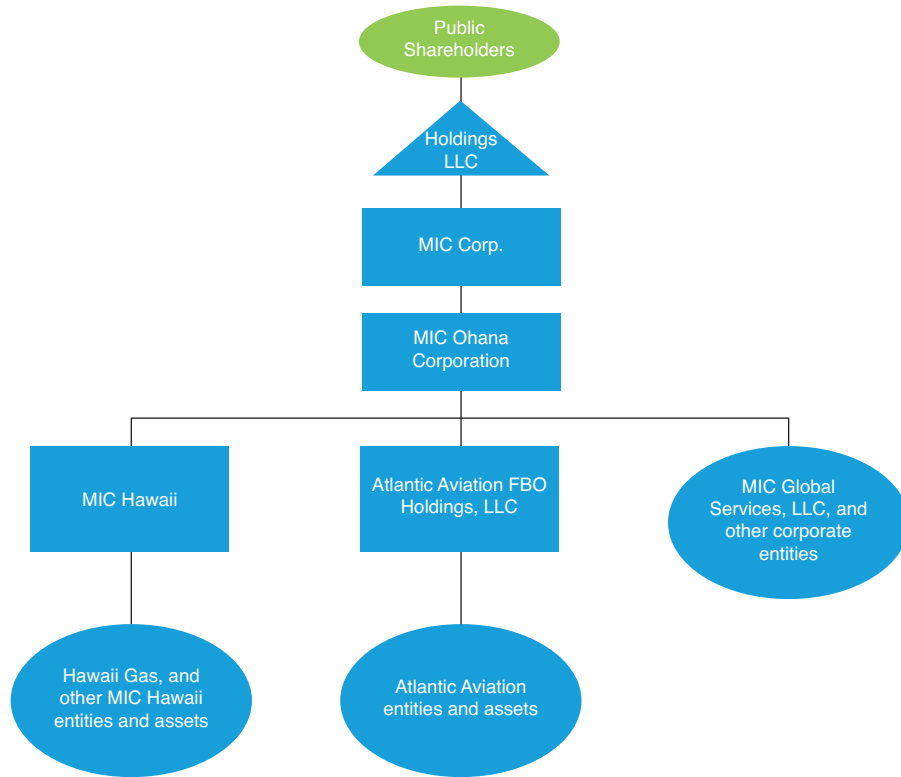 Public
Shareholders
Holdings
LLC
MIC Corp.
MIC Ohana
Corporation
MIC Hawaii
Atlantic Aviation FBO
Holdings, LLC
MIC Global
Services, LLC, and
other corporate
entities
Hawaii Gas, and
other MIC Hawaii
entities and assets
Atlantic Aviation
entities and assets